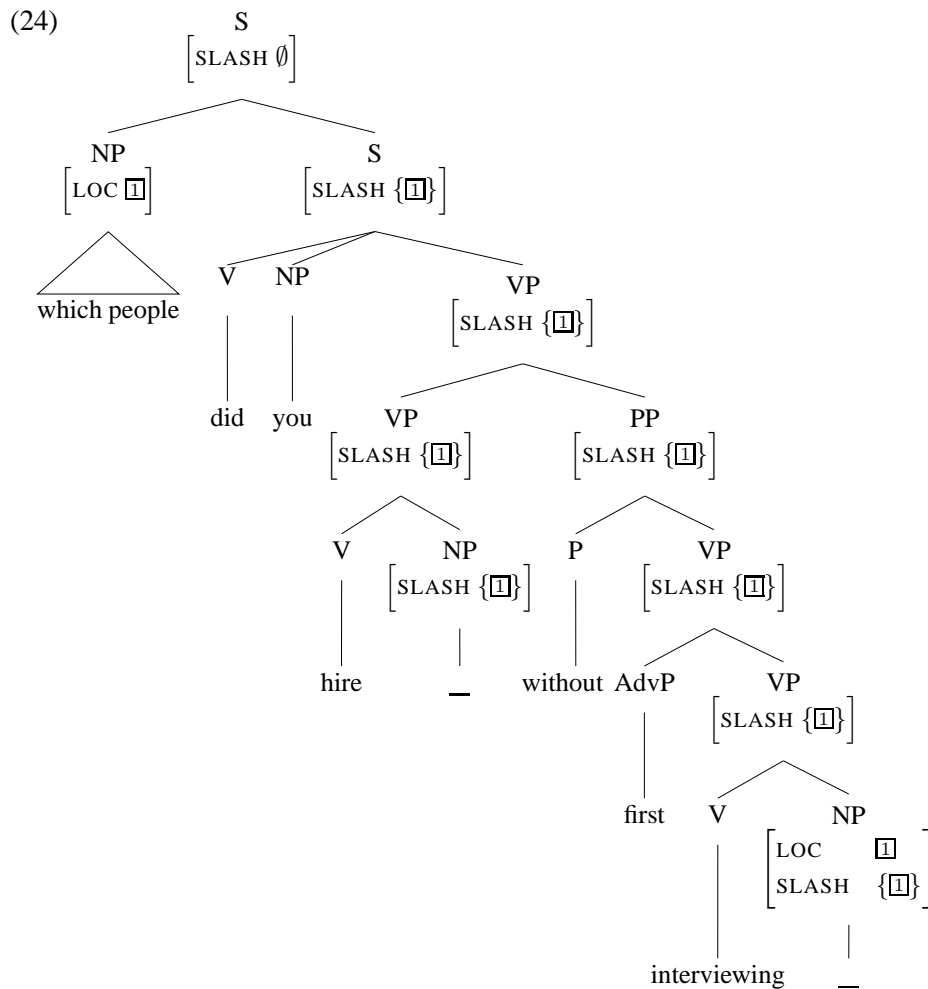 (24)
S
[SLASH ∅]
NP S
[LOC 1] [SLASH {1}]
V NP VP
which people [SLASH {1}]
did you VP PP
[SLASH {1}] [SLASH {1}]
V NP P VP
[SLASH {1}] [SLASH {1}]
hire __ without AdvP VP
[SLASH {1}]
first V NP
[LOC 1
SLASH {1}]
interviewing __